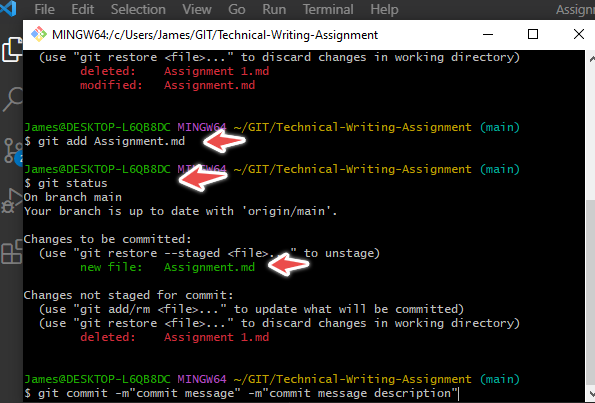 File Edit Selection View Go Run Terminal Help Assignm
MINGW64:/c/Users/James/GIT/Technical-Writing-Assignment
(use "git restore <file>..." to discard changes in working directory)
deleted: Assignment 1.md
modified: Assignment.md
James@DESKTOP-L6QB8DC MINGW64 ~/GIT/Technical-Writing-Assignment (main)
$ git add Assignment.md
James@DESKTOP-L6QB8DC MINGW64 ~/GIT/Technical-Writing-Assignment (main)
$ git status
On branch main
Your branch is up to date with 'origin/main'.
Changes to be committed:
(use "git restore --staged <file>..." to unstage)
new file: Assignment.md
Changes not staged for commit:
(use "git add/rm <file>..." to update what will be committed)
(use "git restore <file>..." to discard changes in working directory)
deleted: Assignment 1.md
James@DESKTOP-L6QB8DC MINGW64 ~/GIT/Technical-Writing-Assignment (main)
$ git commit -m"commit message" -m"commit message description"